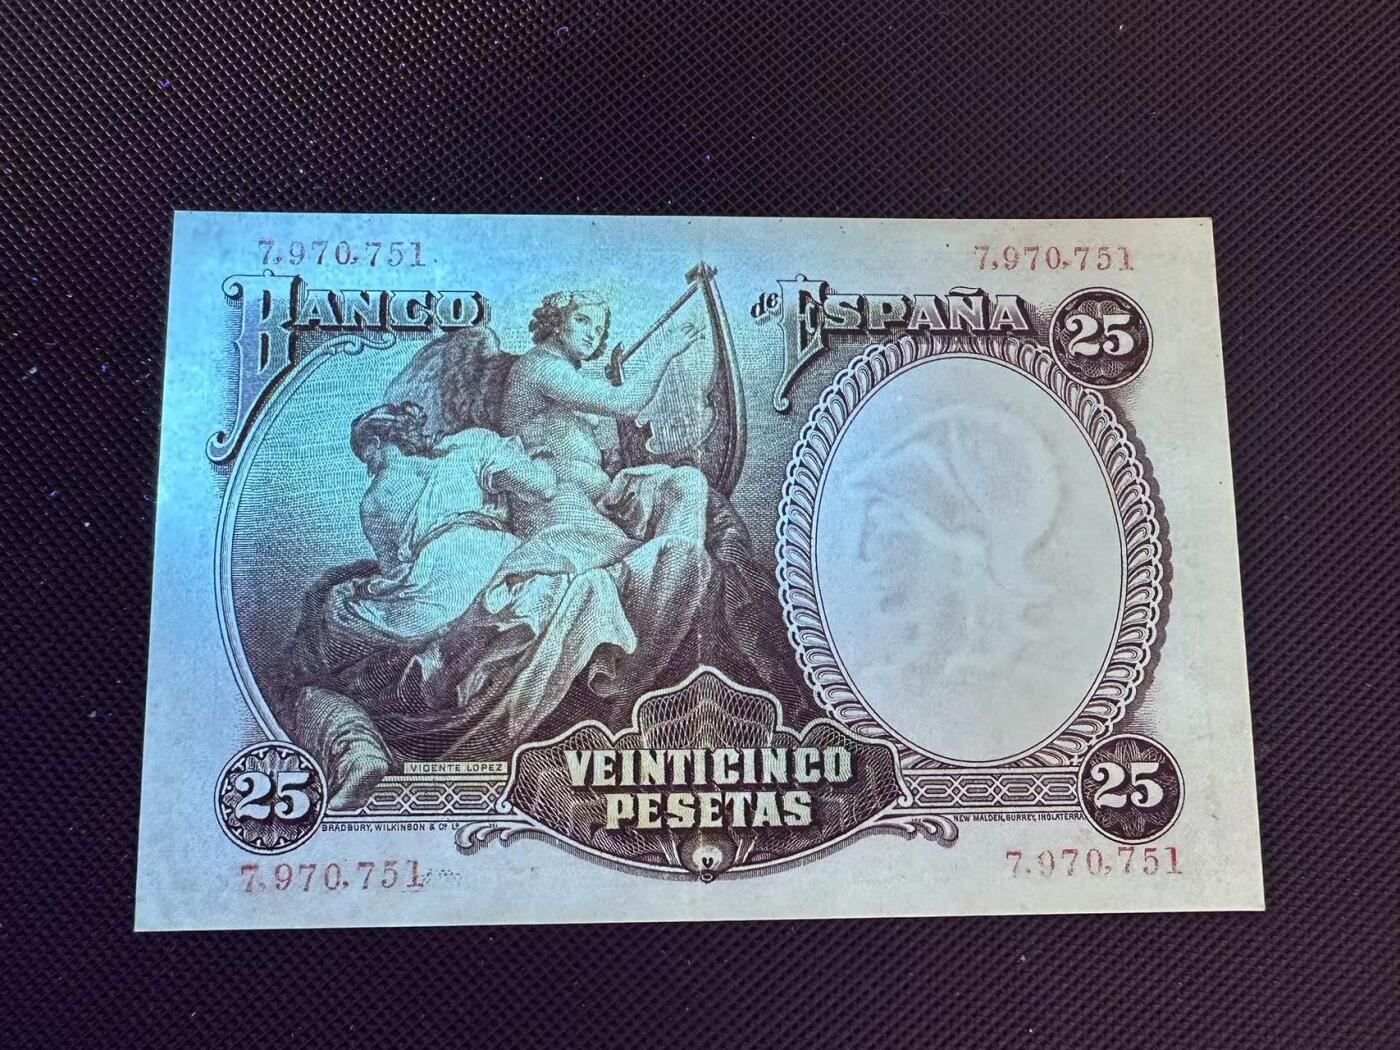 7,970,751
7,970,751
BANCO de ESPAÑA
25
VICENTE LOPEZ
VEINTICINCO
PESETAS
25
25
BRADBURY, WILKINSON & Cº Lᴰ
NEW MALDEN, SURREY, INGLATERRA
7,970,751
7,970,751